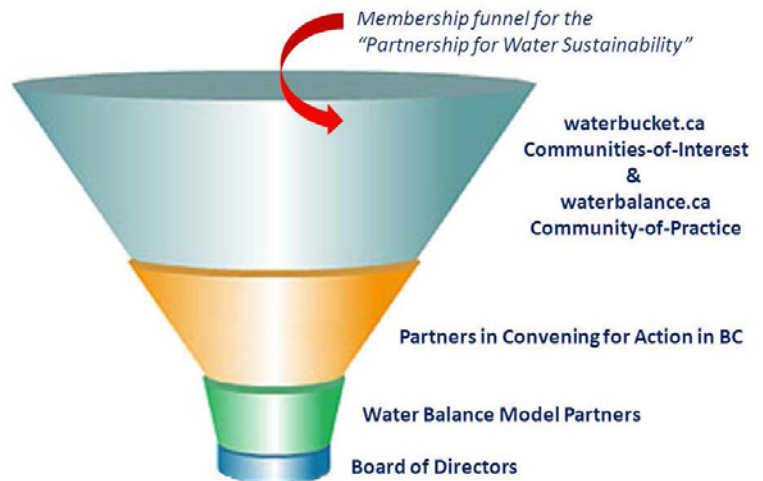 Membership funnel for the
“Partnership for Water Sustainability”
waterbucket.ca
Communities-of-Interest
&
waterbalance.ca
Community-of-Practice
Partners in Convening for Action in BC
Water Balance Model Partners
Board of Directors